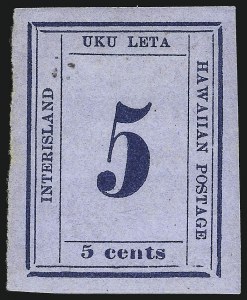 UKU LETA
INTERISLAND
5
HAWAIIAN POSTAGE
5 cents